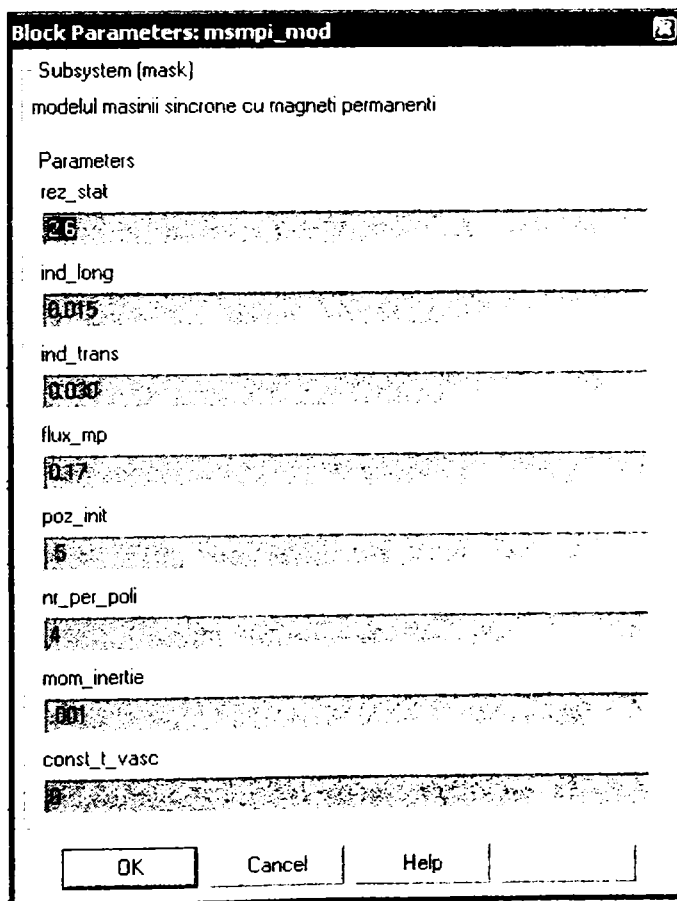 Block Parameters: msmpi_mod
Subsystem (mask)
modelul masinii sincrone cu magneti permanenti
Parameters
rez_stat
2.6
ind_long
0.015
ind_trans
0.030
flux_mp
0.17
poz_init
.5
nr_per_poli
4
mom_inertie
.001
const_t_vasc
0
OK
Cancel
Help